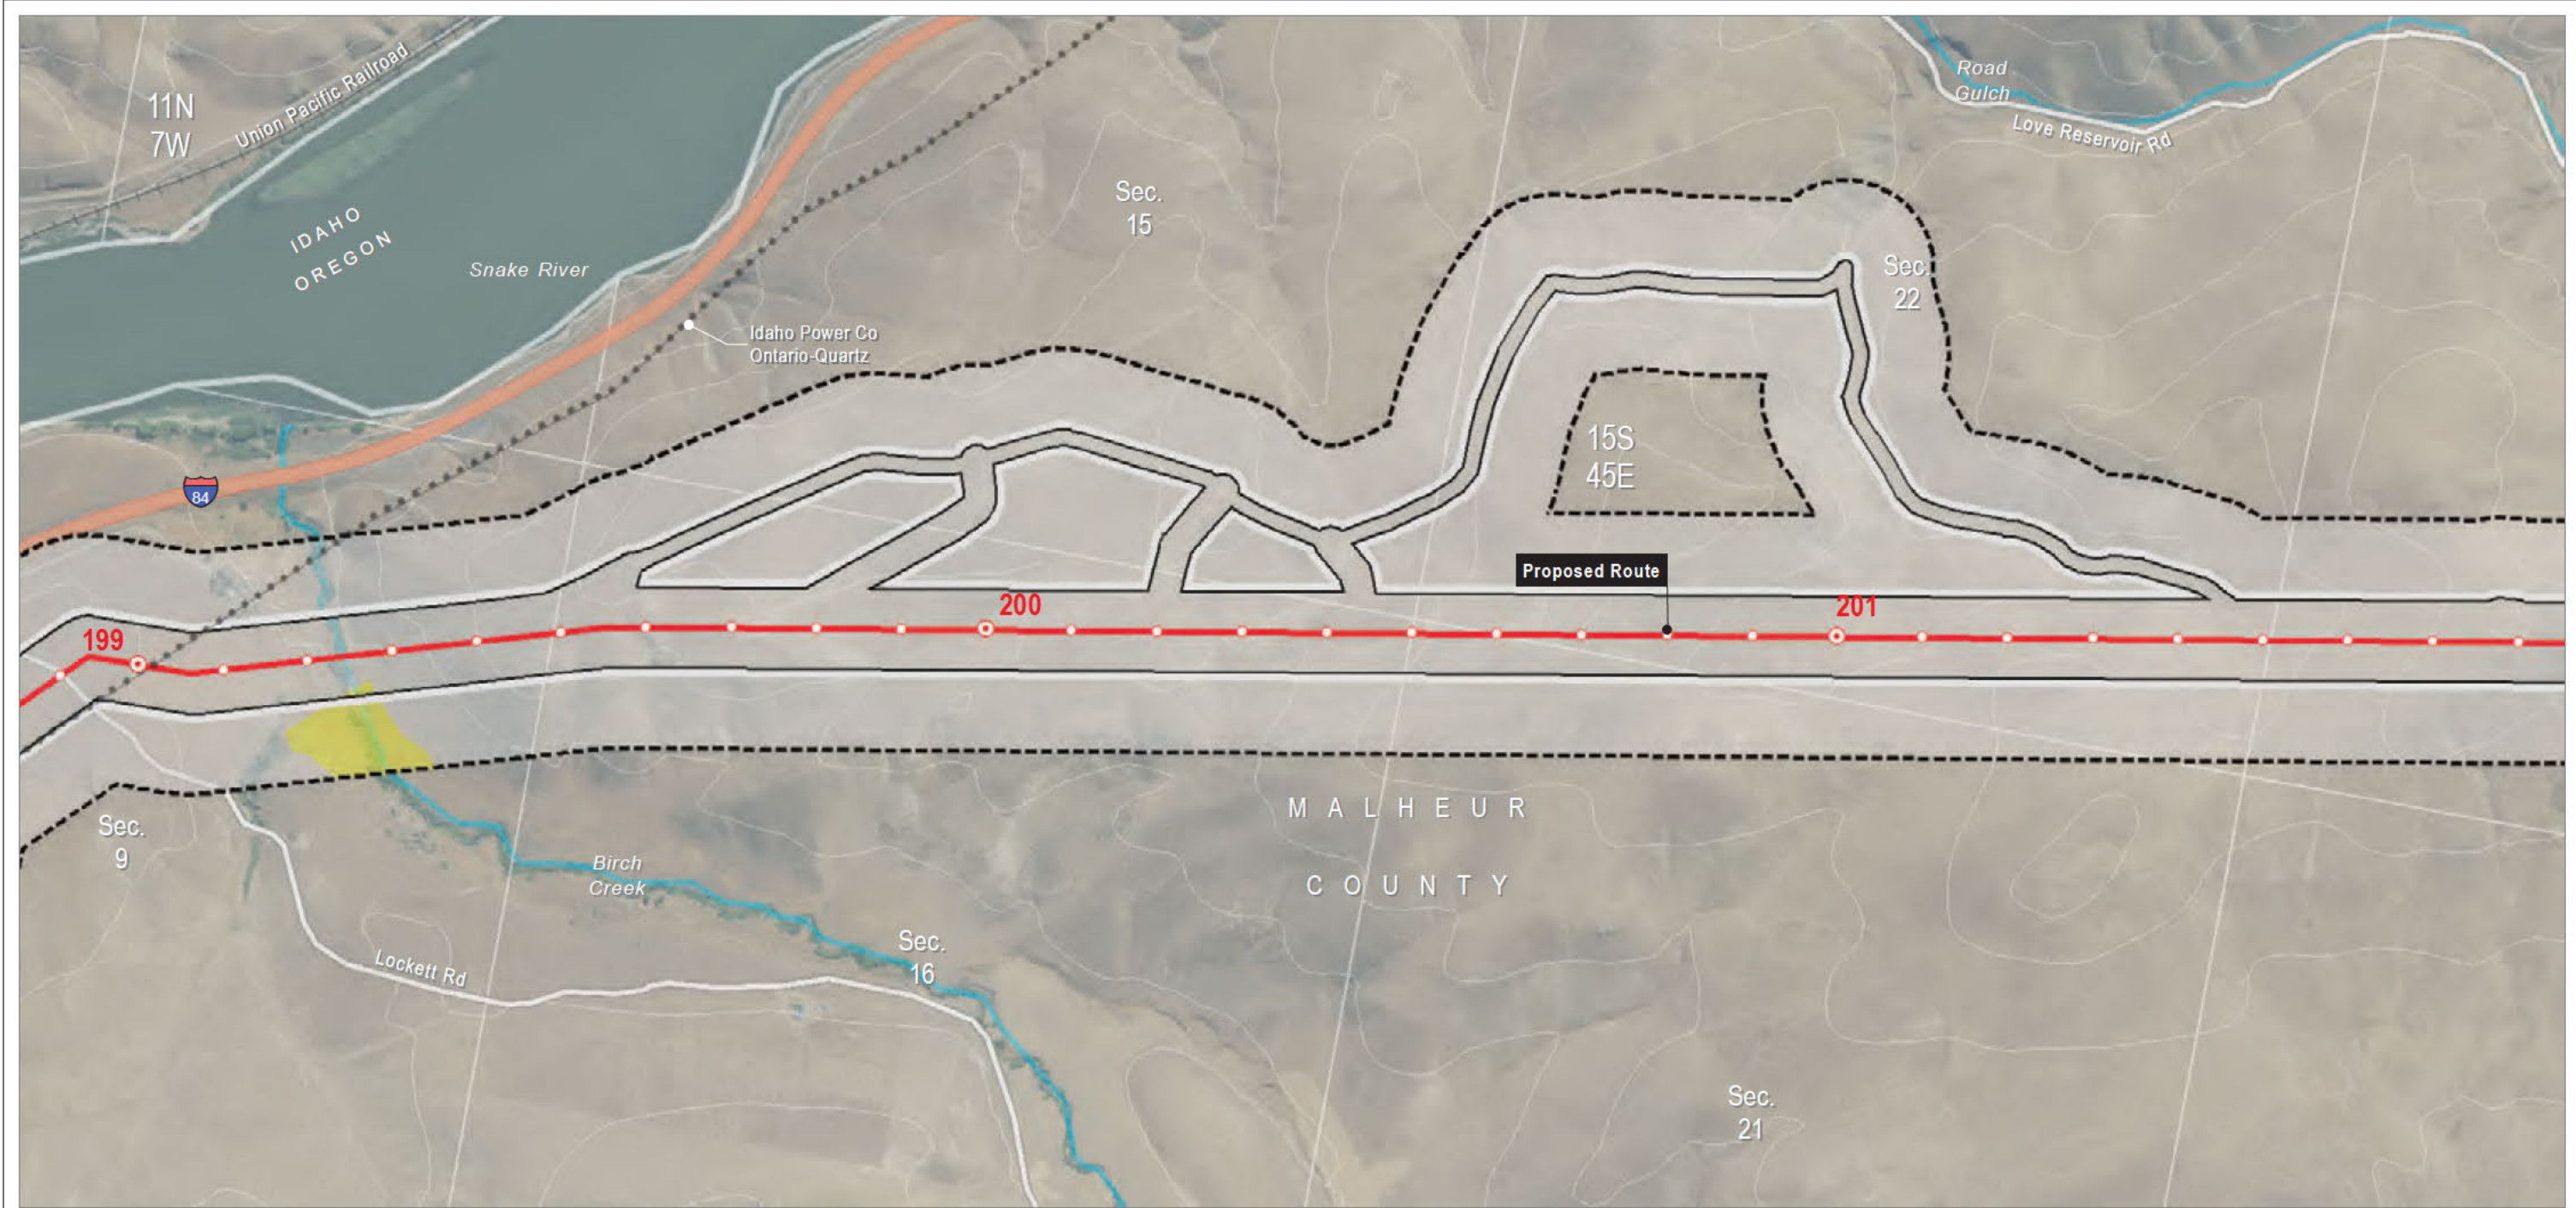 11N
7W
Union Pacific Railroad
IDAHO
OREGON
Snake River
Idaho Power Co
Ontario-Quartz
84
Sec.
15
Road
Gulch
Love Reservoir Rd
Sec.
22
15S
45E
Proposed Route
199
200
201
Sec.
9
Birch
Creek
Lockett Rd
Sec.
16
MALHEUR
COUNTY
Sec.
21